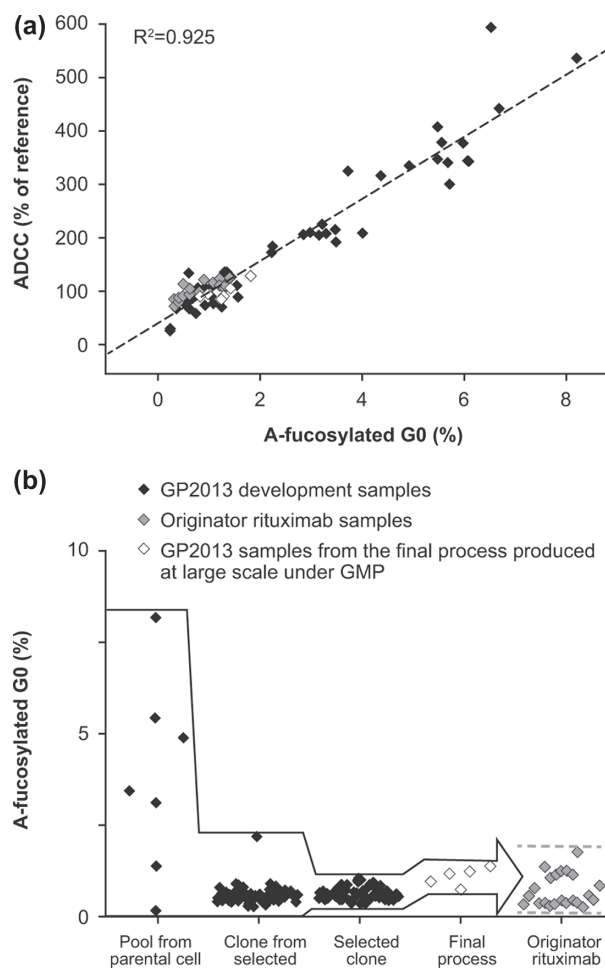 (a)
R²=0.925
600
500
400
300
200
100
0
ADCC (% of reference)
0 2 4 6 8
A-fucosylated G0 (%)
(b)
GP2013 development samples
Originator rituximab samples
GP2013 samples from the final process produced
at large scale under GMP
10
5
0
A-fucosylated G0 (%)
Pool from Clone from Selected Final Originator
parental cell selected clone process rituximab